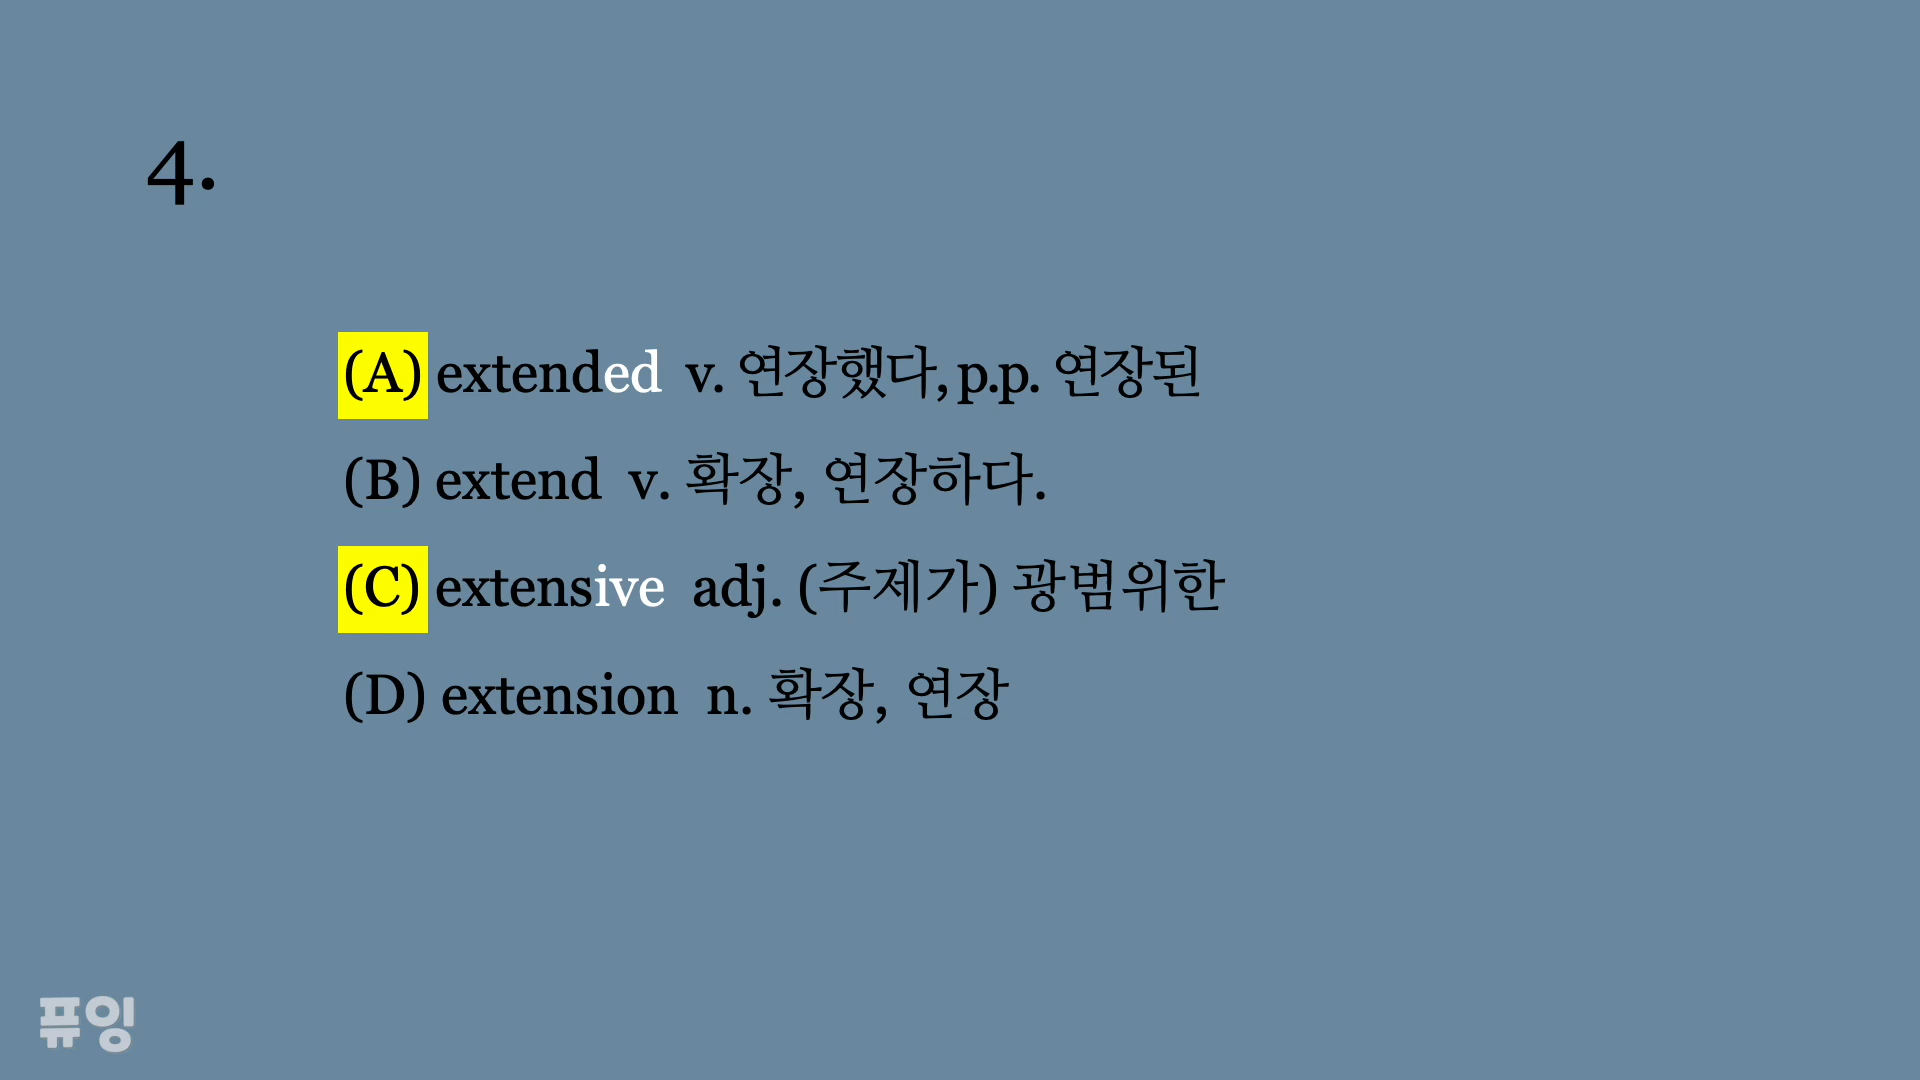 4.
(A) extended v. 연장했다, p.p. 연장된
(B) extend v. 확장, 연장하다.
(C) extensive adj. (주제가) 광범위한
(D) extension n. 확장, 연장
퓨잉